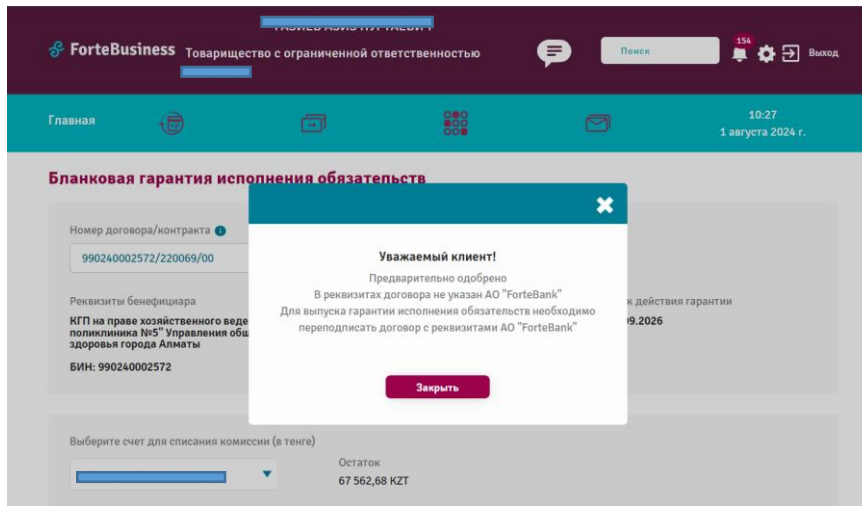 ForteBusiness
Товарищество с ограниченной ответственностью
Поиск
154
Выход
Главная
10:27
1 августа 2024 г.
Бланковая гарантия исполнения обязательств
Номер договора/контракта
990240002572/220069/00
Уважаемый клиент!
Предварительно одобрено
В реквизитах договора не указан АО "ForteBank"
Для выпуска гарантии исполнения обязательств необходимо
переподписать договор с реквизитами АО "ForteBank"
Закрыть
Реквизиты бенефициара
КГП на праве хозяйственного веде
поликлиника №5" Управления общ
здоровья города Алматы
БИН: 990240002572
к действия гарантии
09.2026
Выберите счет для списания комиссии (в тенге)
Остаток
67 562,68 KZT